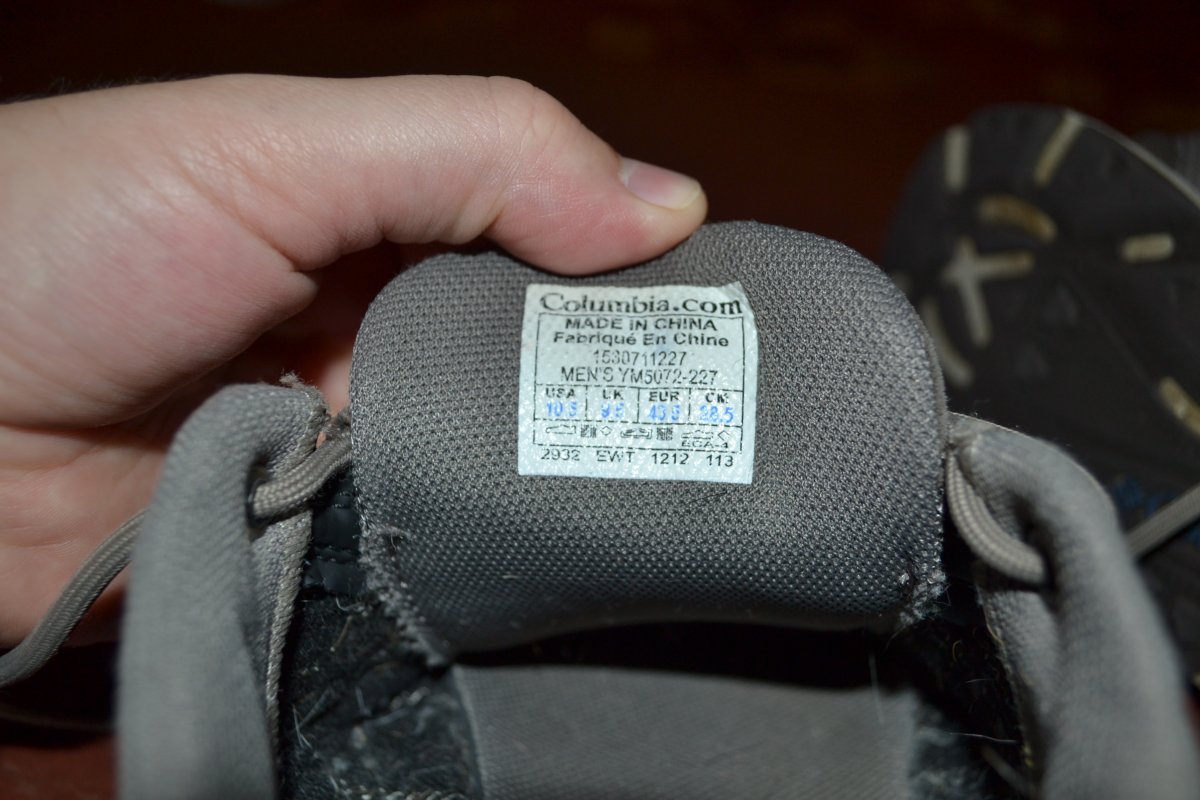 Columbia.com
MADE IN CHINA
Fabriqué En Chine
1530711227
MEN'S YM5072-227
USA UK EUR CM
10.5 9.5 43.5 28.5
2932 EWT 1212 113